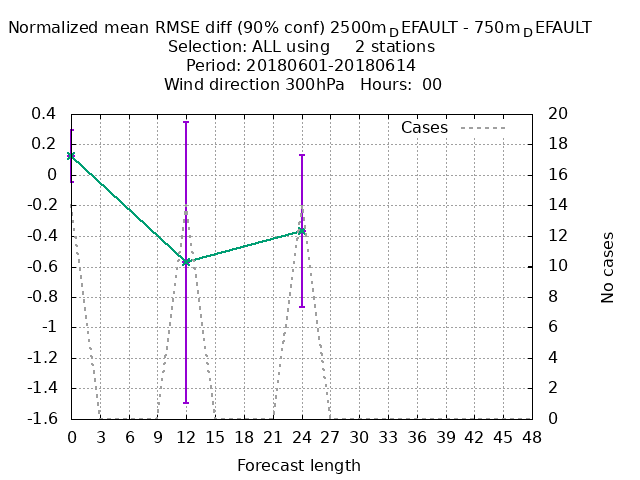 Normalized mean RMSE diff (90% conf) 2500mDEFAULT - 750mDEFAULT
Selection: ALL using 2 stations
Period: 20180601-20180614
Wind direction 300hPa Hours: 00
Cases
0.4
0.2
0
-0.2
-0.4
-0.6
-0.8
-1
-1.2
-1.4
-1.6
20
18
16
14
12
10
8
6
4
2
0
No cases
0 3 6 9 12 15 18 21 24 27 30 33 36 39 42 45 48
Forecast length